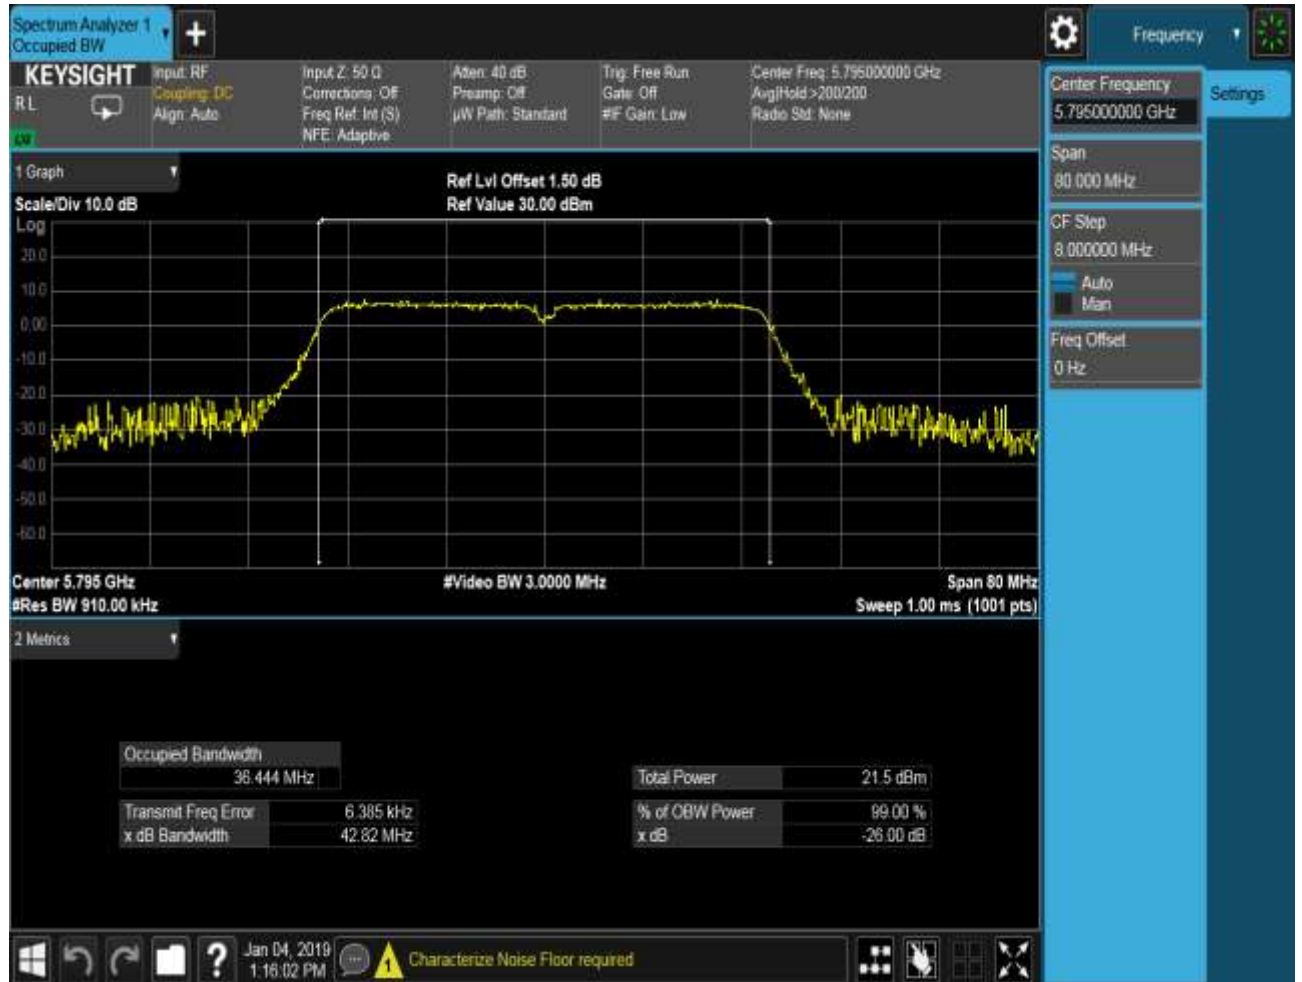 Spectrum Analyzer 1
Occupied BW
Frequency
KEYSIGHT
RL
Input: RF
Coupling: DC
Align: Auto
Input Z: 50 Ω
Corrections: Off
Freq Ref: Int (S)
NFE: Adaptive
Atten: 40 dB
Preamp: Off
µW Path: Standard
Trig: Free Run
Gate: Off
#IF Gain: Low
Center Freq: 5.795000000 GHz
Avg|Hold:>200/200
Radio Std: None
Center Frequency
5.795000000 GHz
Settings
Span
80.000 MHz
CF Step
8.000000 MHz
Auto
Man
Freq Offset
0 Hz
1 Graph
Scale/Div 10.0 dB
Ref Lvl Offset 1.50 dB
Ref Value 30.00 dBm
Log
20.0
10.0
0.00
-10.0
-20.0
-30.0
-40.0
-50.0
-60.0
Center 5.795 GHz
#Video BW 3.0000 MHz
Span 80 MHz
#Res BW 910.00 kHz
Sweep 1.00 ms (1001 pts)
2 Metrics
Occupied Bandwidth
36.444 MHz
Total Power 21.5 dBm
Transmit Freq Error 6.385 kHz
% of OBW Power 99.00 %
x dB Bandwidth 42.82 MHz
x dB -26.00 dB
?
Jan 04, 2019
1:16:02 PM
1
Characterize Noise Floor required